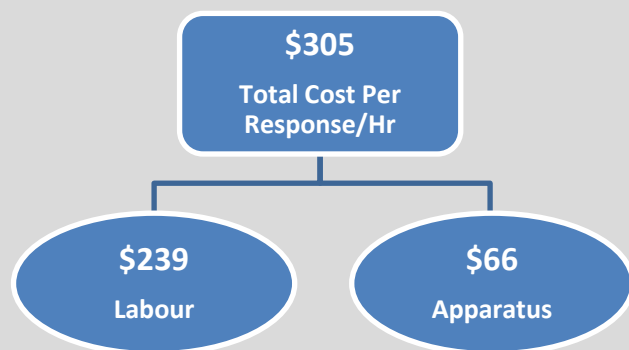 $305
Total Cost Per
Response/Hr
$239
Labour
$66
Apparatus